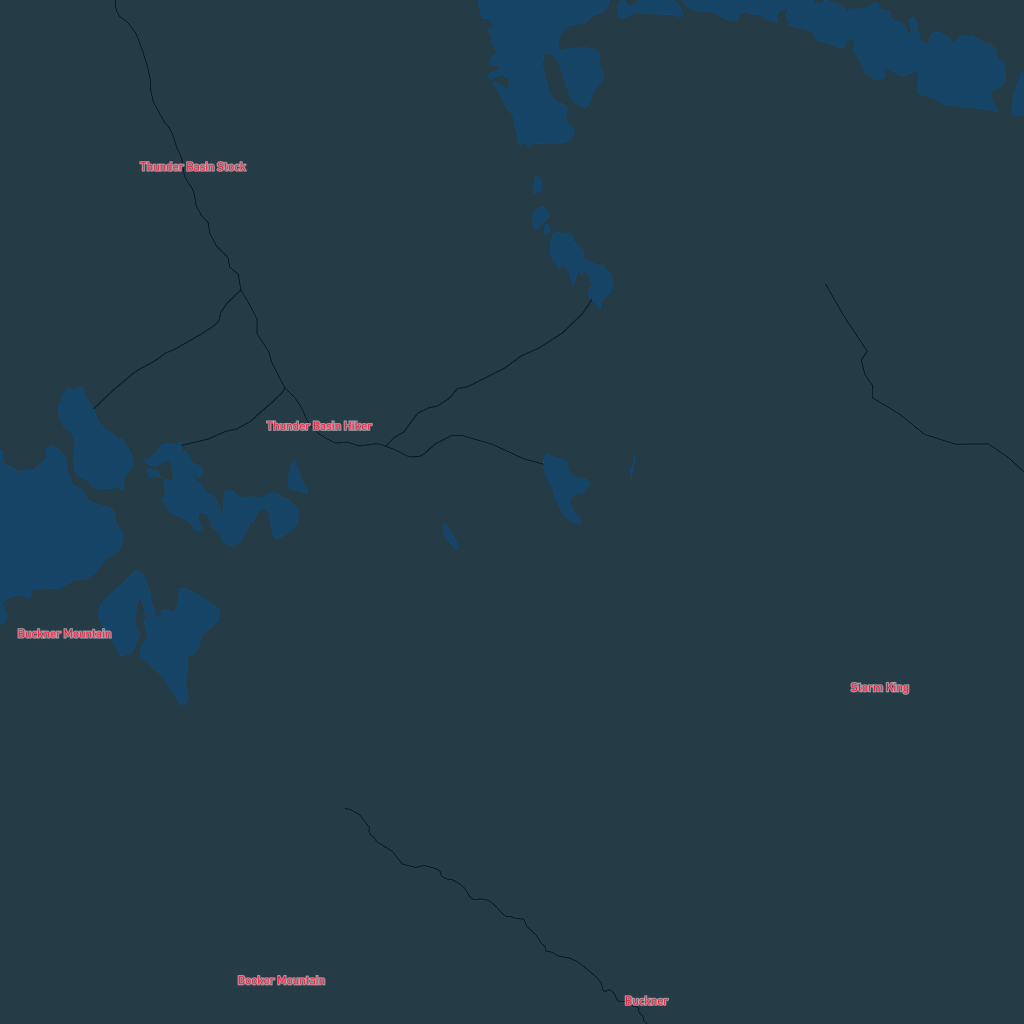 Thunder Basin Stock
Thunder Basin Hiker
Buckner Mountain
Storm King
Booker Mountain
Buckner